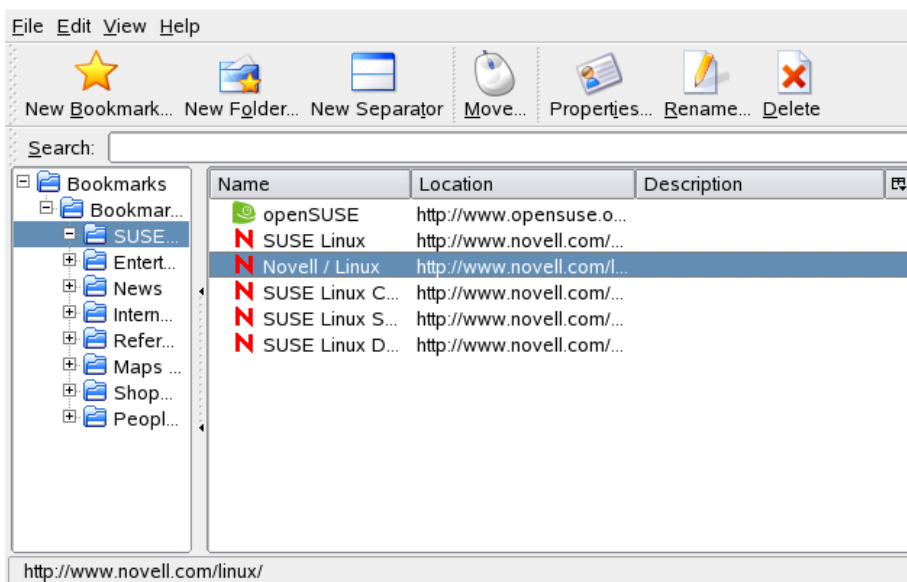 File Edit View Help
New Bookmark... New Folder... New Separator Move... Properties... Rename... Delete
Search:
Bookmarks
Bookmar...
SUSE...
Entert...
News
Intern...
Refer...
Maps ...
Shop...
Peopl...
Name Location Description
openSUSE http://www.opensuse.o...
SUSE Linux http://www.novell.com/...
Novell / Linux http://www.novell.com/l...
SUSE Linux C... http://www.novell.com/...
SUSE Linux S... http://www.novell.com/...
SUSE Linux D... http://www.novell.com/...
http://www.novell.com/linux/